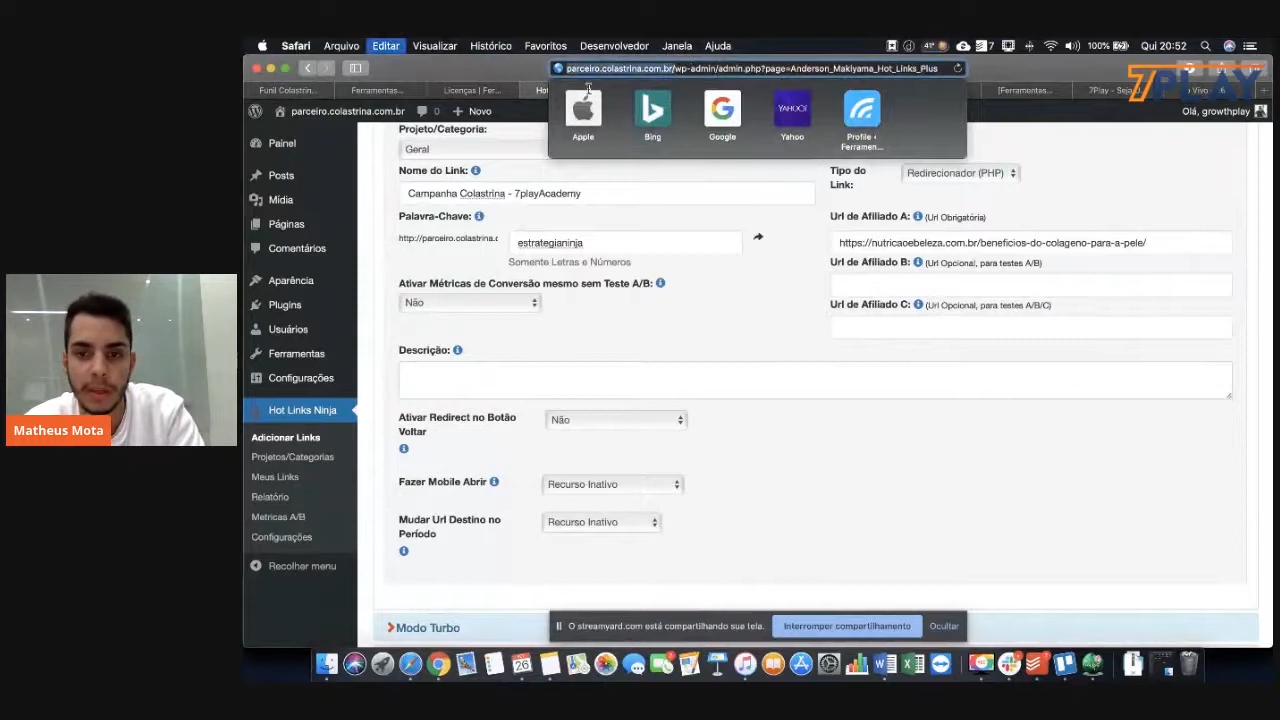 Safari Arquivo Editar Visualizar Histórico Favoritos Desenvolvedor Janela Ajuda
7 41° 100% Qui 20:52
parceiro.colastrina.com.br/wp-admin/admin.php?page=Anderson_Makiyama_Hot_Links_Plus
7PLAY
Funil Colastrin... Ferramentas... Licenças | Fer... [Ferramentas...
parceiro.colastrina.com.br 0 Novo
Olá, growthplay
Apple
Bing
Google
YAHOO!
Yahoo
Profile ‹
Ferramen...
Painel
Posts
Mídia
Páginas
Comentários
Aparência
Plugins
Usuários
Ferramentas
Configurações
Hot Links Ninja
Adicionar Links
Projetos/Categorias
Meus Links
Relatório
Metricas A/B
Configurações
Recolher menu
Projeto/Categoria:
Geral
Nome do Link:
Campanha Colastrina - 7playAcademy
Palavra-Chave:
http://parceiro.colastrina.c
estrategianinja
Somente Letras e Números
Ativar Métricas de Conversão mesmo sem Teste A/B:
Não
Tipo do
Link:
Redirecionador (PHP)
Url de Afiliado A: (Url Obrigatória)
https://nutricaoebeleza.com.br/beneficios-do-colageno-para-a-pele/
Url de Afiliado B: (Url Opcional, para testes A/B)
Url de Afiliado C: (Url Opcional, para testes A/B/C)
Descrição:
Ativar Redirect no Botão
Voltar
Não
Fazer Mobile Abrir
Recurso Inativo
Mudar Url Destino no
Período
Recurso Inativo
Modo Turbo
O streamyard.com está compartilhando sua tela.
Interromper compartilhamento
Ocultar
Matheus Mota